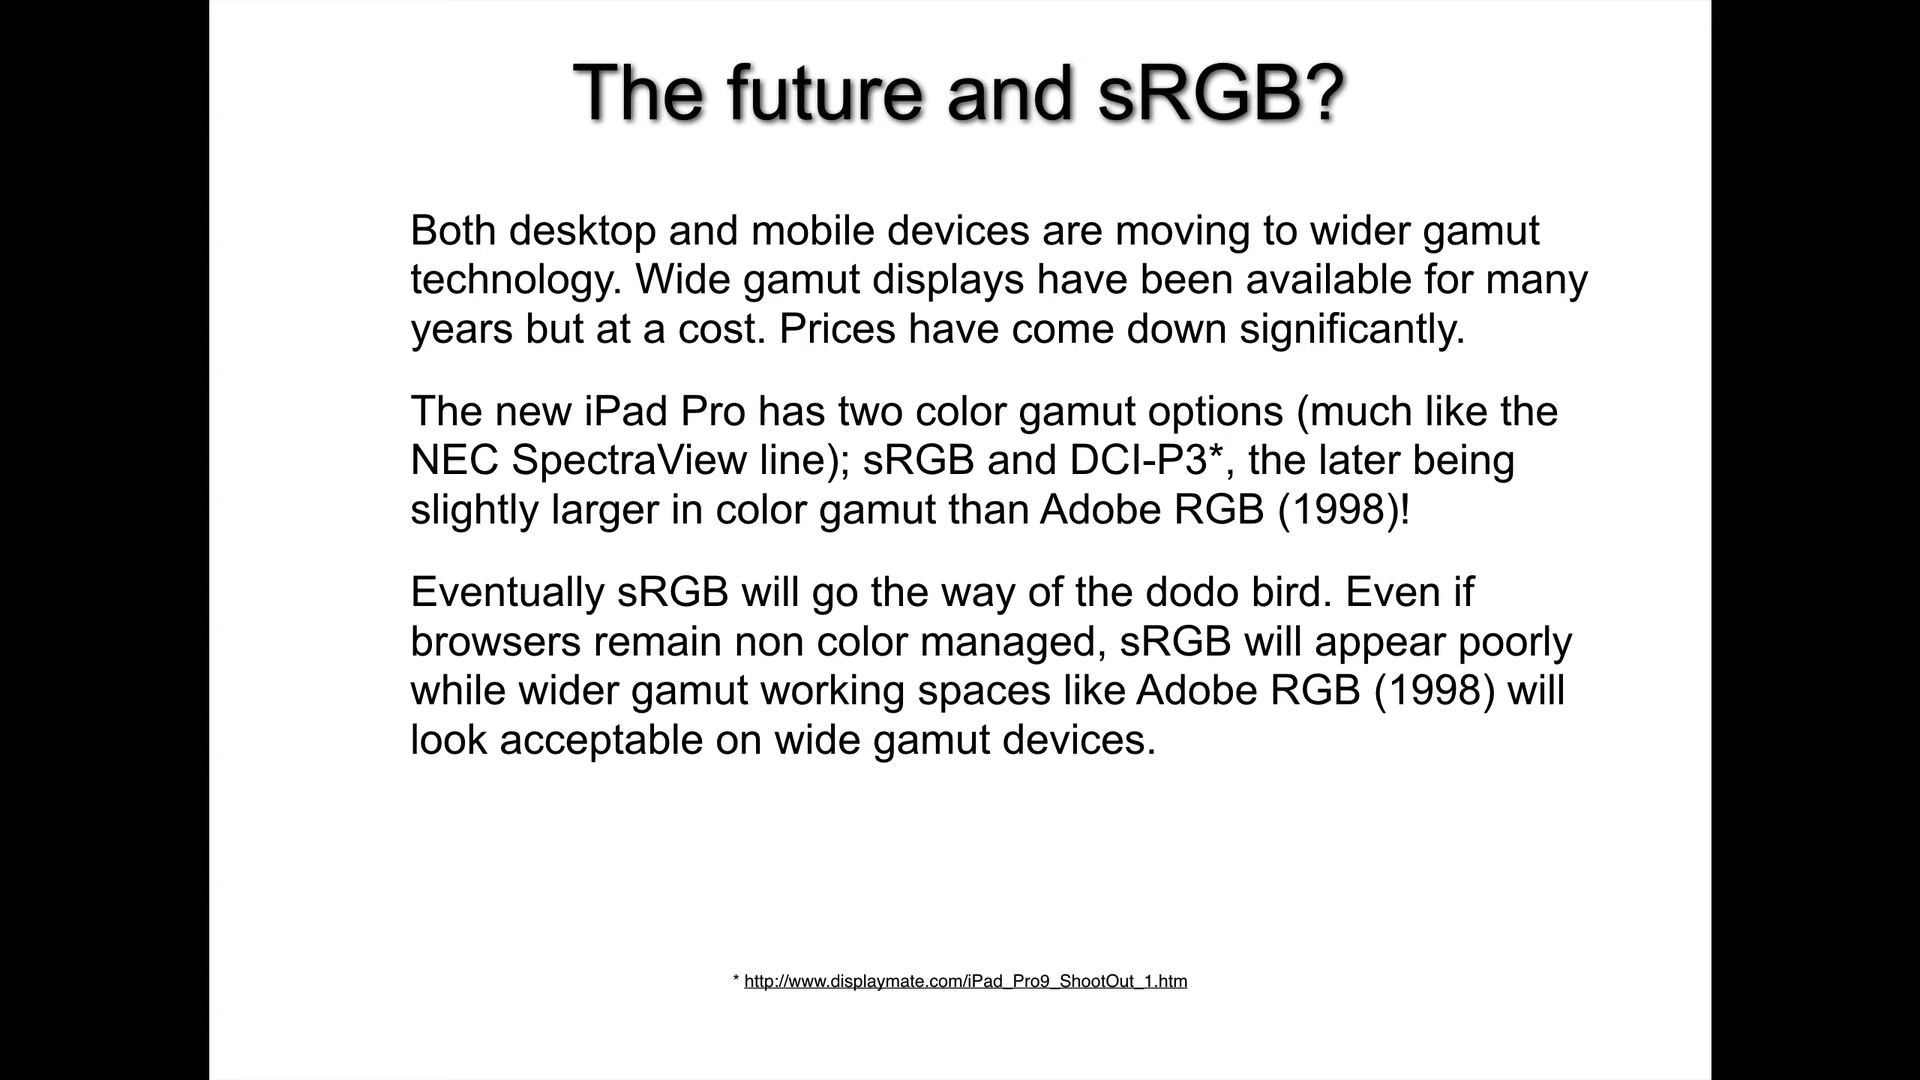 The future and sRGB?
Both desktop and mobile devices are moving to wider gamut
technology. Wide gamut displays have been available for many
years but at a cost. Prices have come down significantly.
The new iPad Pro has two color gamut options (much like the
NEC SpectraView line); sRGB and DCI-P3*, the later being
slightly larger in color gamut than Adobe RGB (1998)!
Eventually sRGB will go the way of the dodo bird. Even if
browsers remain non color managed, sRGB will appear poorly
while wider gamut working spaces like Adobe RGB (1998) will
look acceptable on wide gamut devices.
* http://www.displaymate.com/iPad_Pro9_ShootOut_1.htm